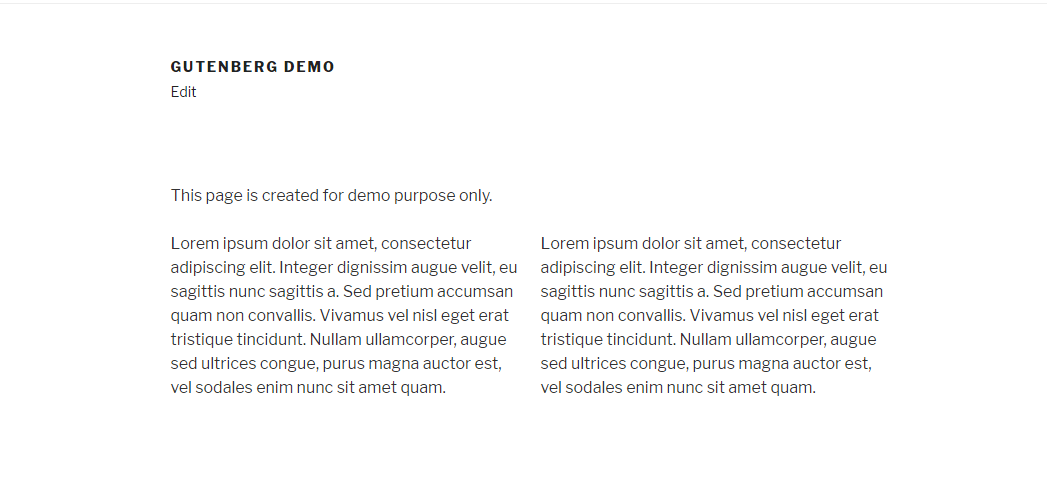 GUTENBERG DEMO
Edit
This page is created for demo purpose only.
Lorem ipsum dolor sit amet, consectetur
adipiscing elit. Integer dignissim augue velit, eu
sagittis nunc sagittis a. Sed pretium accumsan
quam non convallis. Vivamus vel nisl eget erat
tristique tincidunt. Nullam ullamcorper, augue
sed ultrices congue, purus magna auctor est,
vel sodales enim nunc sit amet quam.
Lorem ipsum dolor sit amet, consectetur
adipiscing elit. Integer dignissim augue velit, eu
sagittis nunc sagittis a. Sed pretium accumsan
quam non convallis. Vivamus vel nisl eget erat
tristique tincidunt. Nullam ullamcorper, augue
sed ultrices congue, purus magna auctor est,
vel sodales enim nunc sit amet quam.